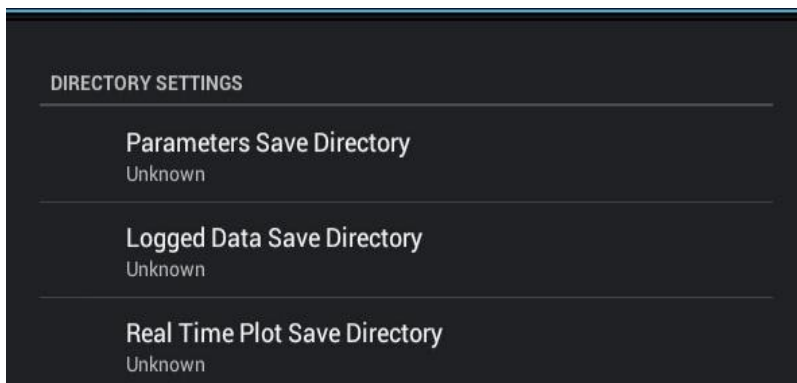 DIRECTORY SETTINGS
Parameters Save Directory
Unknown
Logged Data Save Directory
Unknown
Real Time Plot Save Directory
Unknown